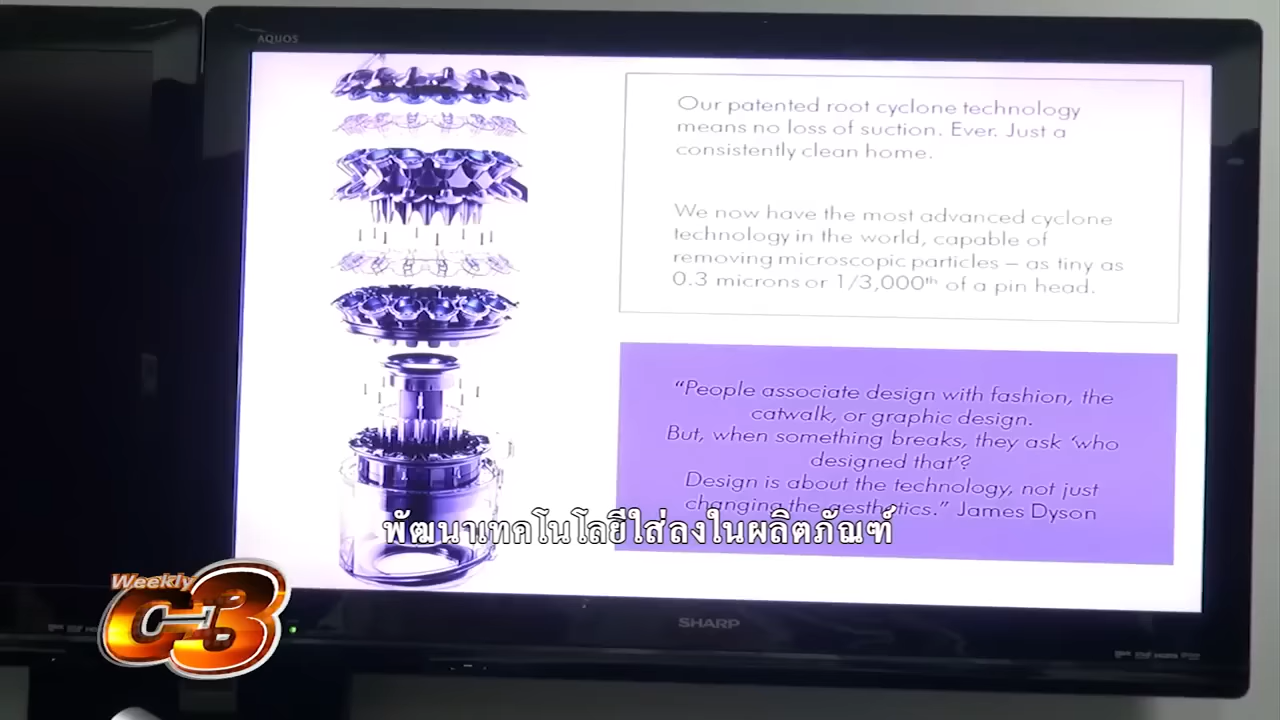 AQUOS
Our patented root cyclone technology
means no loss of suction. Ever. Just a
consistently clean home.
We now have the most advanced cyclone
technology in the world, capable of
removing microscopic particles – as tiny as
0.3 microns or 1/3,000th of a pin head.
“People associate design with fashion, the
catwalk, or graphic design.
But, when something breaks, they ask ‘who
designed that’?
Design is about the technology, not just
changing the aesthetics.” James Dyson
พัฒนาเทคโนโลยีใส่ลงในผลิตภัณฑ์
Weekly
C3
SHARP